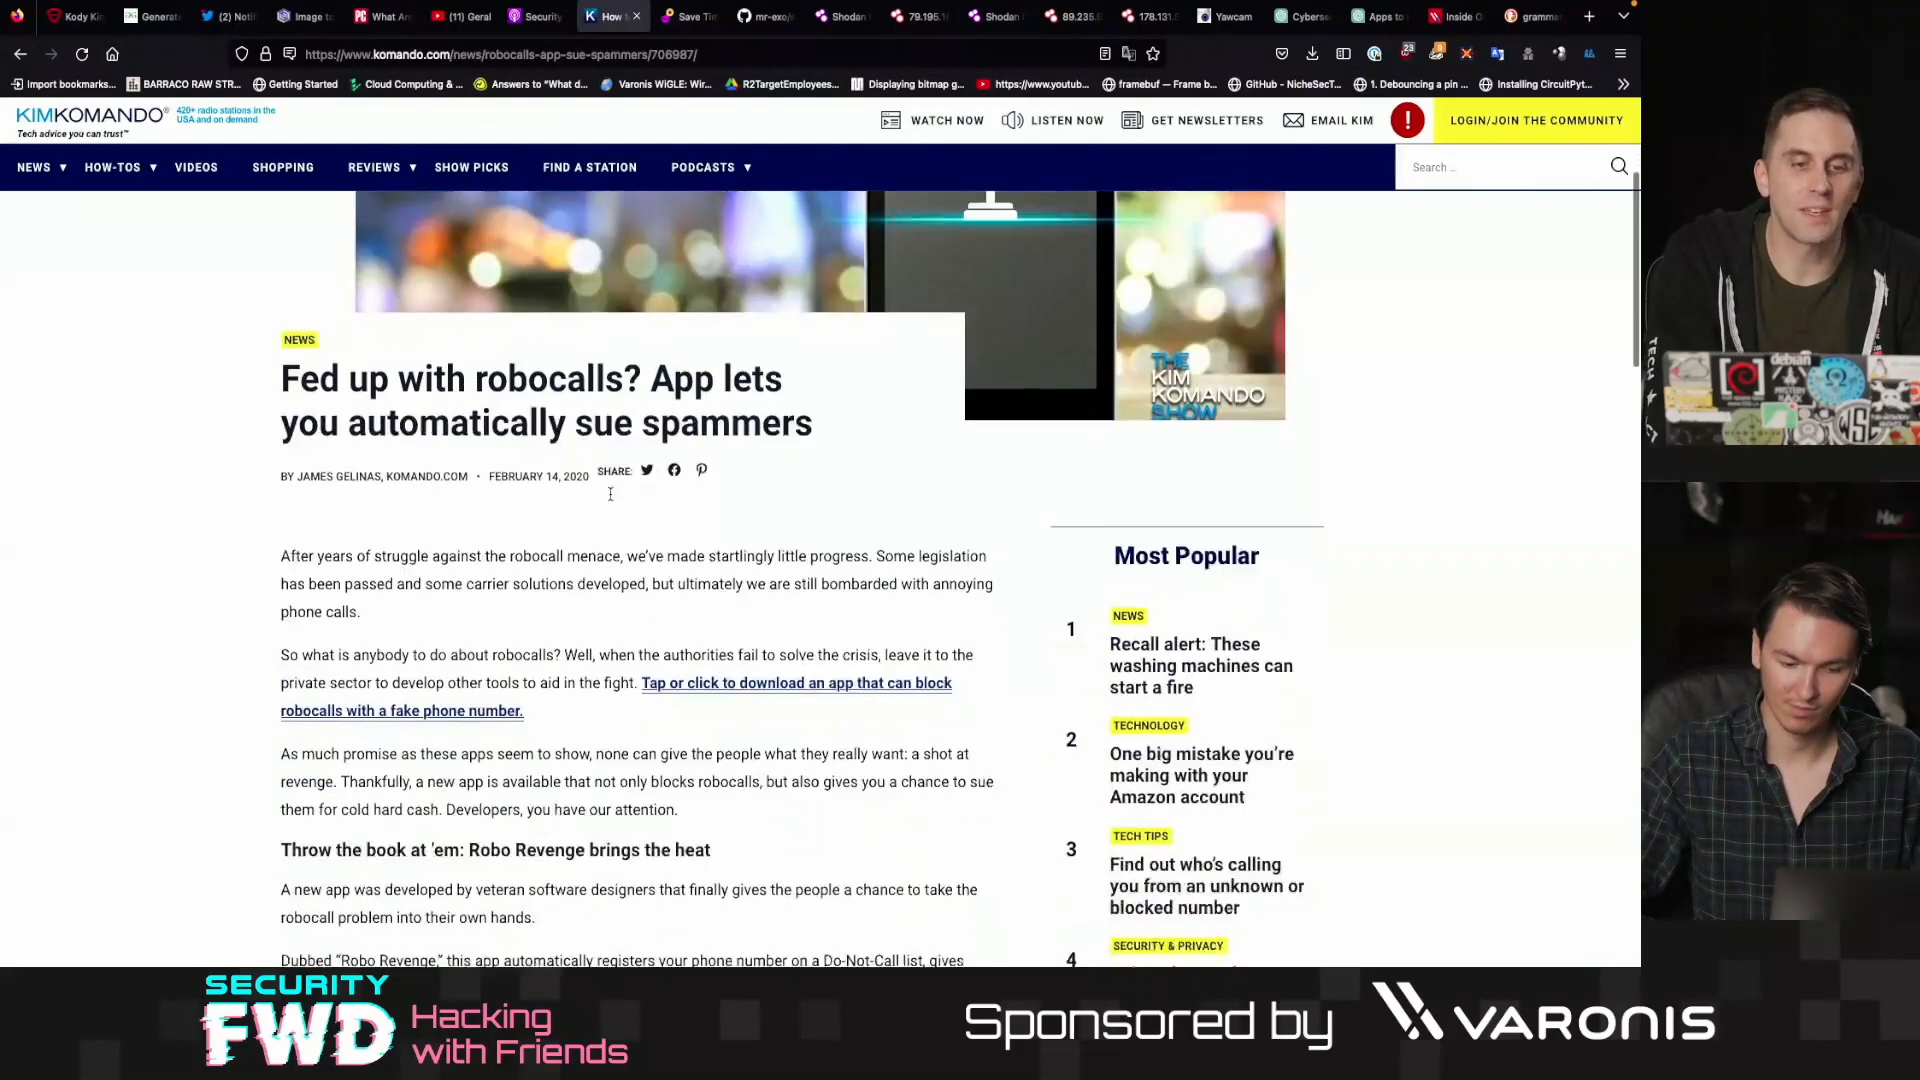 Kody Kin
Generate
(2) Notif
Image to
What Are
(11) Geral
Security
How t
Save Tim
mr-exo/s
Shodan
79.195.18
Shodan
89.235.5
178.131.5
Yawcam
Cyberse
Apps to
Inside O
gramma
https://www.komando.com/news/robocalls-app-sue-spammers/706987/
23
Import bookmarks...
BARRACO RAW STR...
Getting Started
Cloud Computing & ...
Answers to "What d...
Varonis WiGLE: Wir...
R2TargetEmployees...
Displaying bitmap g...
https://www.youtub...
framebuf — Frame b...
GitHub - NicheSecT...
1. Debouncing a pin ...
Installing CircuitPyt...
KIMKOMANDO®
420+ radio stations in the
USA and on demand
Tech advice you can trust™
WATCH NOW
LISTEN NOW
GET NEWSLETTERS
EMAIL KIM
LOGIN/JOIN THE COMMUNITY
NEWS
HOW-TOS
VIDEOS
SHOPPING
REVIEWS
SHOW PICKS
FIND A STATION
PODCASTS
Search ...
THE
KIM
KOMANDO
SHOW
NEWS
Fed up with robocalls? App lets
you automatically sue spammers
BY JAMES GELINAS, KOMANDO.COM • FEBRUARY 14, 2020
SHARE:
After years of struggle against the robocall menace, we've made startlingly little progress. Some legislation
has been passed and some carrier solutions developed, but ultimately we are still bombarded with annoying
phone calls.
So what is anybody to do about robocalls? Well, when the authorities fail to solve the crisis, leave it to the
private sector to develop other tools to aid in the fight. Tap or click to download an app that can block
robocalls with a fake phone number.
As much promise as these apps seem to show, none can give the people what they really want: a shot at
revenge. Thankfully, a new app is available that not only blocks robocalls, but also gives you a chance to sue
them for cold hard cash. Developers, you have our attention.
Throw the book at 'em: Robo Revenge brings the heat
A new app was developed by veteran software designers that finally gives the people a chance to take the
robocall problem into their own hands.
Dubbed "Robo Revenge," this app automatically registers your phone number on a Do-Not-Call list, gives
Most Popular
1
NEWS
Recall alert: These
washing machines can
start a fire
2
TECHNOLOGY
One big mistake you're
making with your
Amazon account
3
TECH TIPS
Find out who's calling
you from an unknown or
blocked number
4
SECURITY & PRIVACY
TECH
debian
WSL
SECURITY
FWD
Hacking
with Friends
Sponsored by
VARONIS